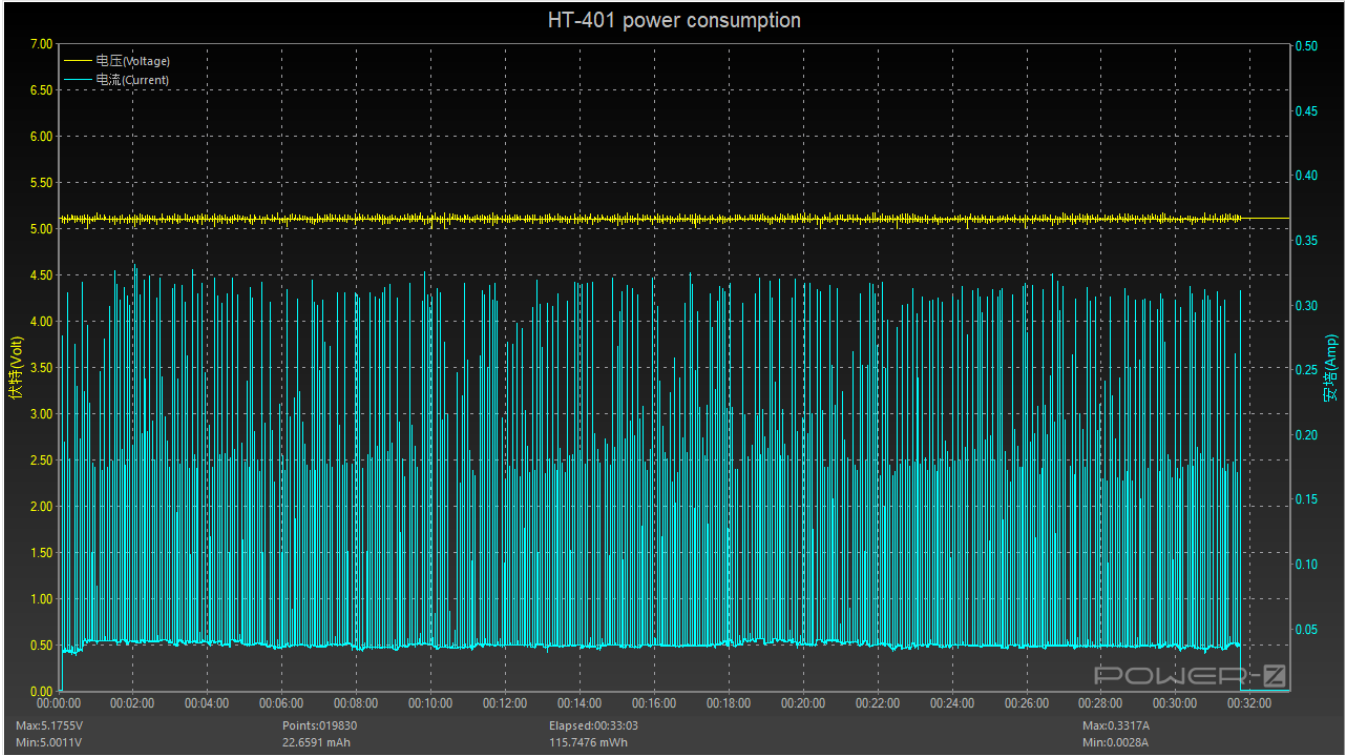 HT-401 power consumption
电压(Voltage)
电流(Current)
7.00
6.50
6.00
5.50
5.00
4.50
4.00
3.50
3.00
2.50
2.00
1.50
1.00
0.50
0.00
伏特(Volt)
0.50
0.45
0.40
0.35
0.30
0.25
0.20
0.15
0.10
0.05
安培(Amp)
POWER-Z
00:00:00 00:02:00 00:04:00 00:06:00 00:08:00 00:10:00 00:12:00 00:14:00 00:16:00 00:18:00 00:20:00 00:22:00 00:24:00 00:26:00 00:28:00 00:30:00 00:32:00
Max:5.1755V Points:019830 Elapsed:00:33:03 Max:0.3317A
Min:5.0011V 22.6591 mAh 115.7476 mWh Min:0.0028A